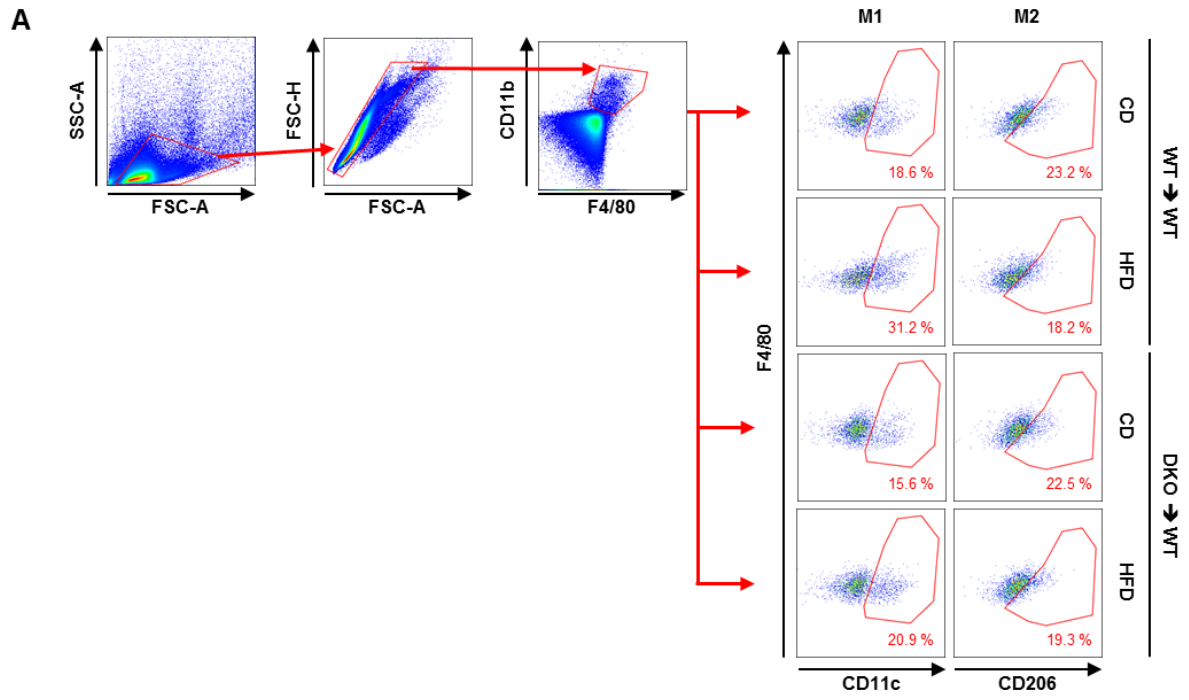 A
SSC-A
FSC-A
FSC-H
FSC-A
CD11b
F4/80
M1
M2
F4/80
18.6 %
23.2 %
CD
31.2 %
18.2 %
HFD
WT → WT
15.6 %
22.5 %
CD
20.9 %
19.3 %
HFD
DKO → WT
CD11c
CD206